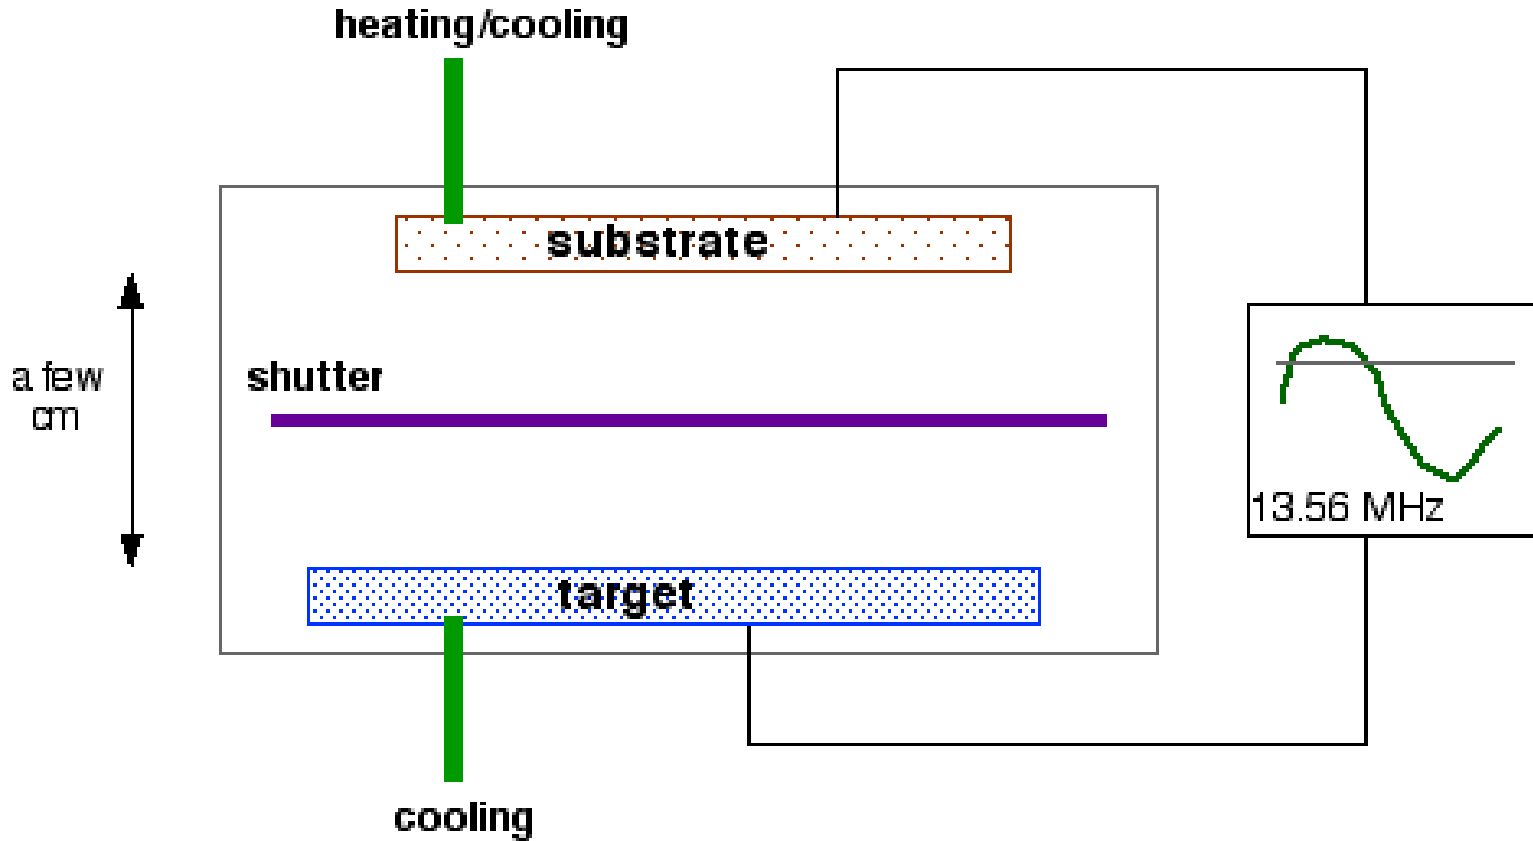 heating/cooling
substrate
shutter
a few
cm
13.56 MHz
target
cooling